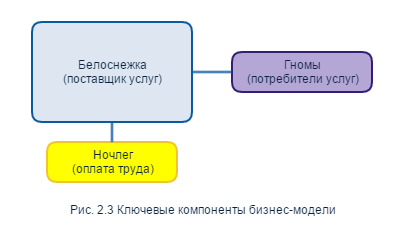 Белоснежка
(поставщик услуг)
Гномы
(потребители услуг)
Ночлег
(оплата труда)
Рис. 2.3 Ключевые компоненты бизнес-модели